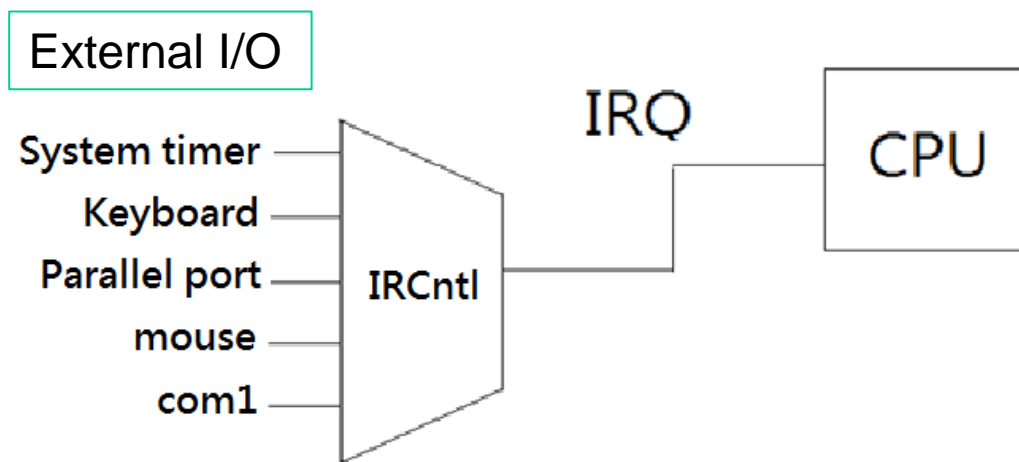 External I/O
IRQ
CPU
System timer
Keyboard
Parallel port
IRCntl
mouse
com1